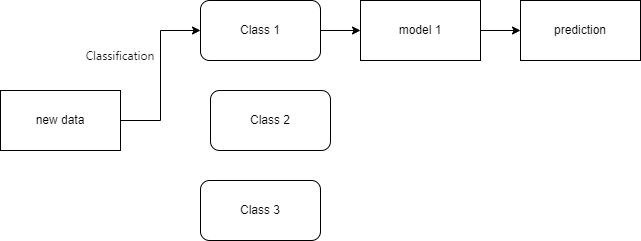 Class 1
model 1
prediction
Classification
new data
Class 2
Class 3